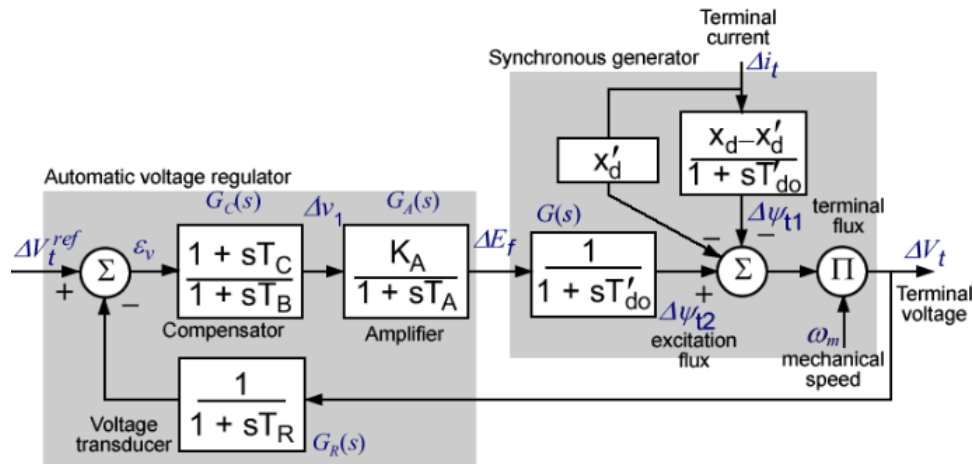 Terminal
current
Synchronous generator
Δi_t
x'_d
x_d–x'_d
1 + sT'_do
Automatic voltage regulator
G_C(s)
Δv_1
G_A(s)
ΔV_t^ref
ε_v
Σ
+
–
1 + sT_C
1 + sT_B
Compensator
K_A
1 + sT_A
Amplifier
ΔE_f
G(s)
1
1 + sT'_do
–
–
Δψ_t1
terminal
flux
Σ
+
Δψ_t2
excitation
flux
Π
ΔV_t
Terminal
voltage
ω_m
mechanical
speed
1
1 + sT_R
Voltage
transducer
G_R(s)